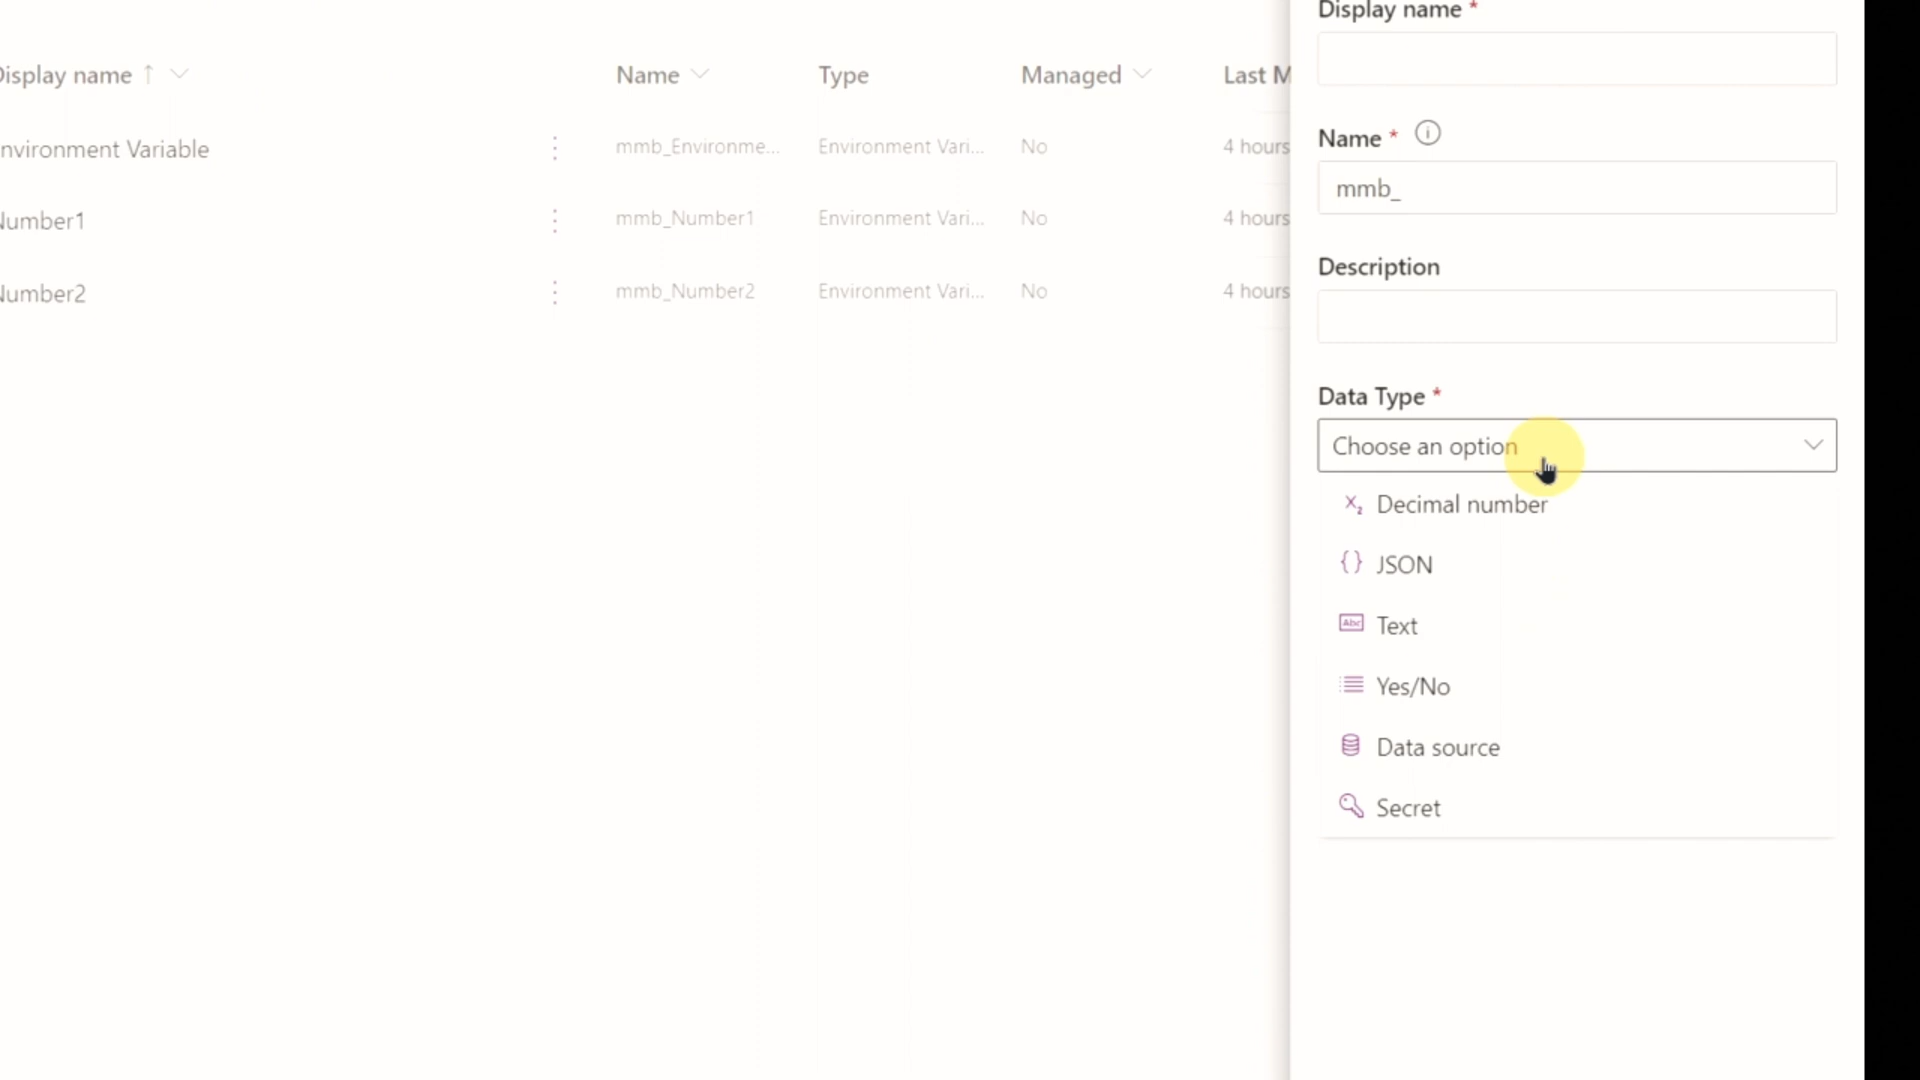 Display name ↑ Name Type Managed Last M
nvironment Variable mmb_Environme... Environment Vari... No 4 hours
Number1 mmb_Number1 Environment Vari... No 4 hours
Number2 mmb_Number2 Environment Vari... No 4 hours
Display name *
Name *
mmb_
Description
Data Type *
Choose an option
Decimal number
JSON
Abc Text
Yes/No
Data source
Secret